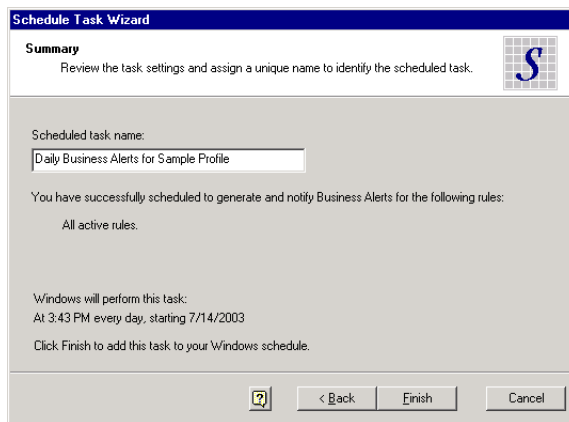 Schedule Task Wizard
Summary
Review the task settings and assign a unique name to identify the scheduled task.
S
Scheduled task name:
Daily Business Alerts for Sample Profile
You have successfully scheduled to generate and notify Business Alerts for the following rules:
All active rules.
Windows will perform this task:
At 3:43 PM every day, starting 7/14/2003
Click Finish to add this task to your Windows schedule.
? < Back Finish Cancel